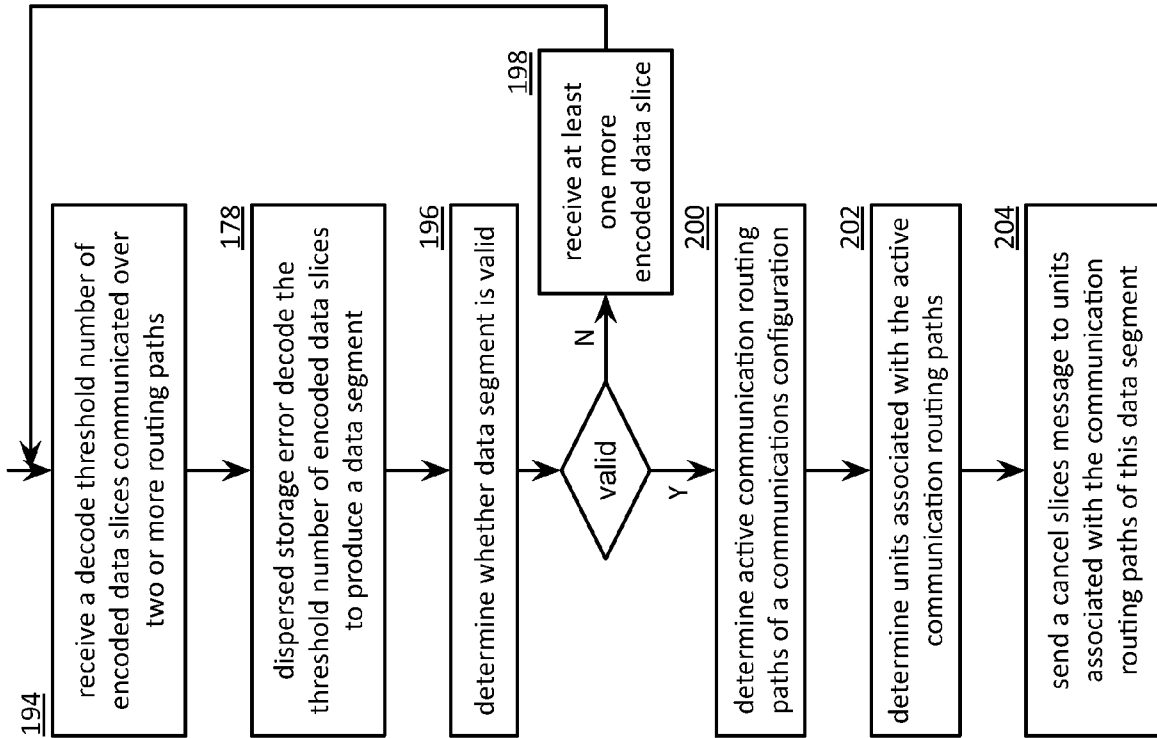 194
receive a decode threshold number of
encoded data slices communicated over
two or more routing paths
178
dispersed storage error decode the
threshold number of encoded data slices
to produce a data segment
196
determine whether data segment is valid
valid
N
198
receive at least
one more
encoded data slice
Y
200
determine active communication routing
paths of a communications configuration
202
determine units associated with the active
communication routing paths
204
send a cancel slices message to units
associated with the communication
routing paths of this data segment